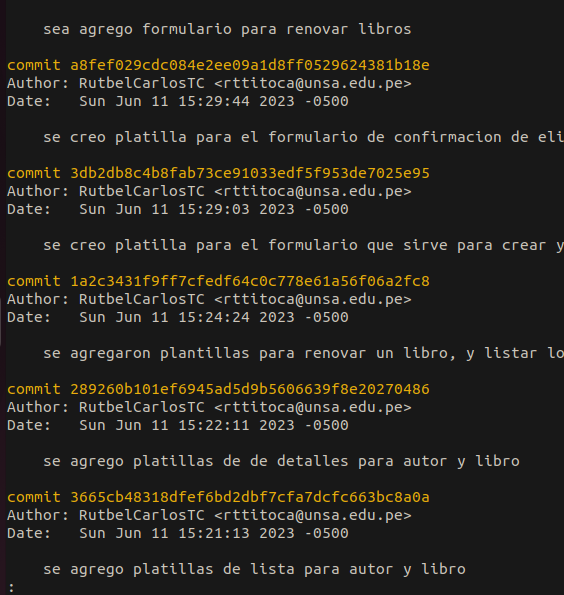 sea agrego formulario para renovar libros
commit a8fef029cdc084e2ee09a1d8ff0529624381b18e
Author: RutbelCarlosTC <rttitoca@unsa.edu.pe>
Date:   Sun Jun 11 15:29:44 2023 -0500
se creo platilla para el formulario de confirmacion de eli
commit 3db2db8c4b8fab73ce91033edf5f953de7025e95
Author: RutbelCarlosTC <rttitoca@unsa.edu.pe>
Date:   Sun Jun 11 15:29:03 2023 -0500
se creo platilla para el formulario que sirve para crear y
commit 1a2c3431f9ff7cfedf64c0c778e61a56f06a2fc8
Author: RutbelCarlosTC <rttitoca@unsa.edu.pe>
Date:   Sun Jun 11 15:24:24 2023 -0500
se agregaron plantillas para renovar un libro, y listar lo
commit 289260b101ef6945ad5d9b5606639f8e20270486
Author: RutbelCarlosTC <rttitoca@unsa.edu.pe>
Date:   Sun Jun 11 15:22:11 2023 -0500
se agrego platillas de de detalles para autor y libro
commit 3665cb48318dfef6bd2dbf7cfa7dcfc663bc8a0a
Author: RutbelCarlosTC <rttitoca@unsa.edu.pe>
Date:   Sun Jun 11 15:21:13 2023 -0500
se agrego platillas de lista para autor y libro
: